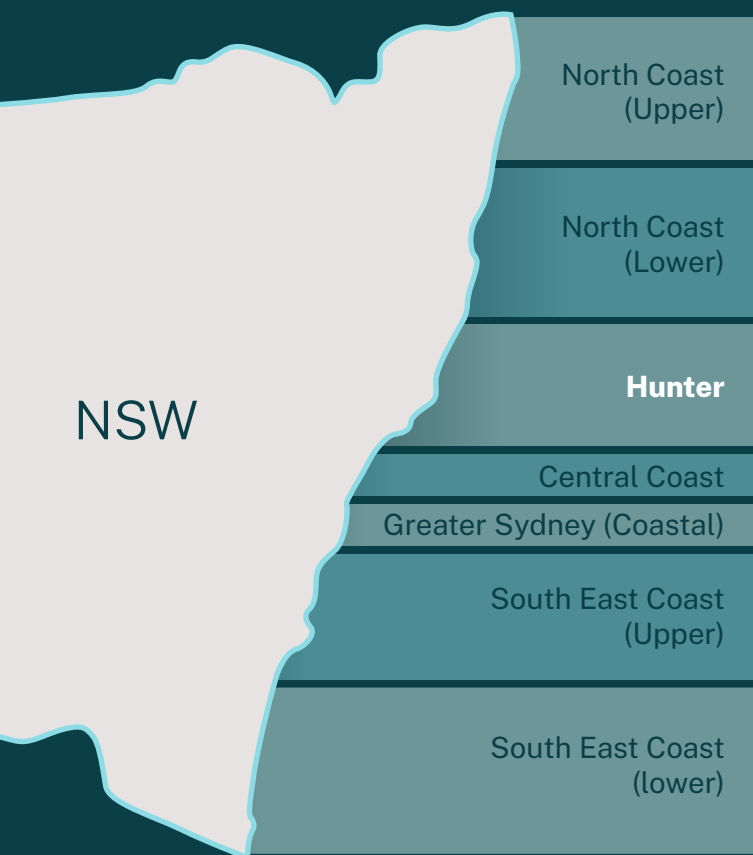 North Coast
(Upper)
North Coast
(Lower)
Hunter
NSW
Central Coast
Greater Sydney (Coastal)
South East Coast
(Upper)
South East Coast
(lower)